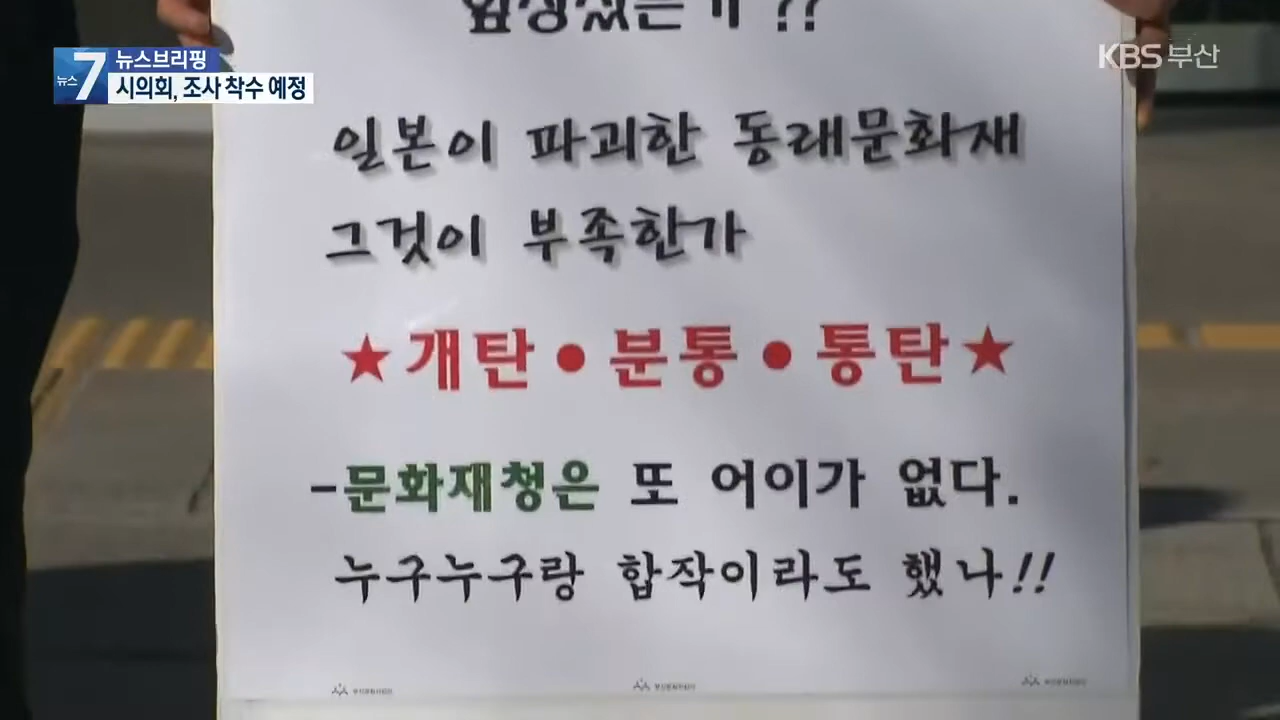 뉴스브리핑
뉴스 7
시의회, 조사 착수 예정
KBS 부산
일본이 파괴한 동래문화재
그것이 부족한가
★개탄●분통●통탄★
-문화재청은 또 어이가 없다.
누구누구랑 합작이라도 했나!!